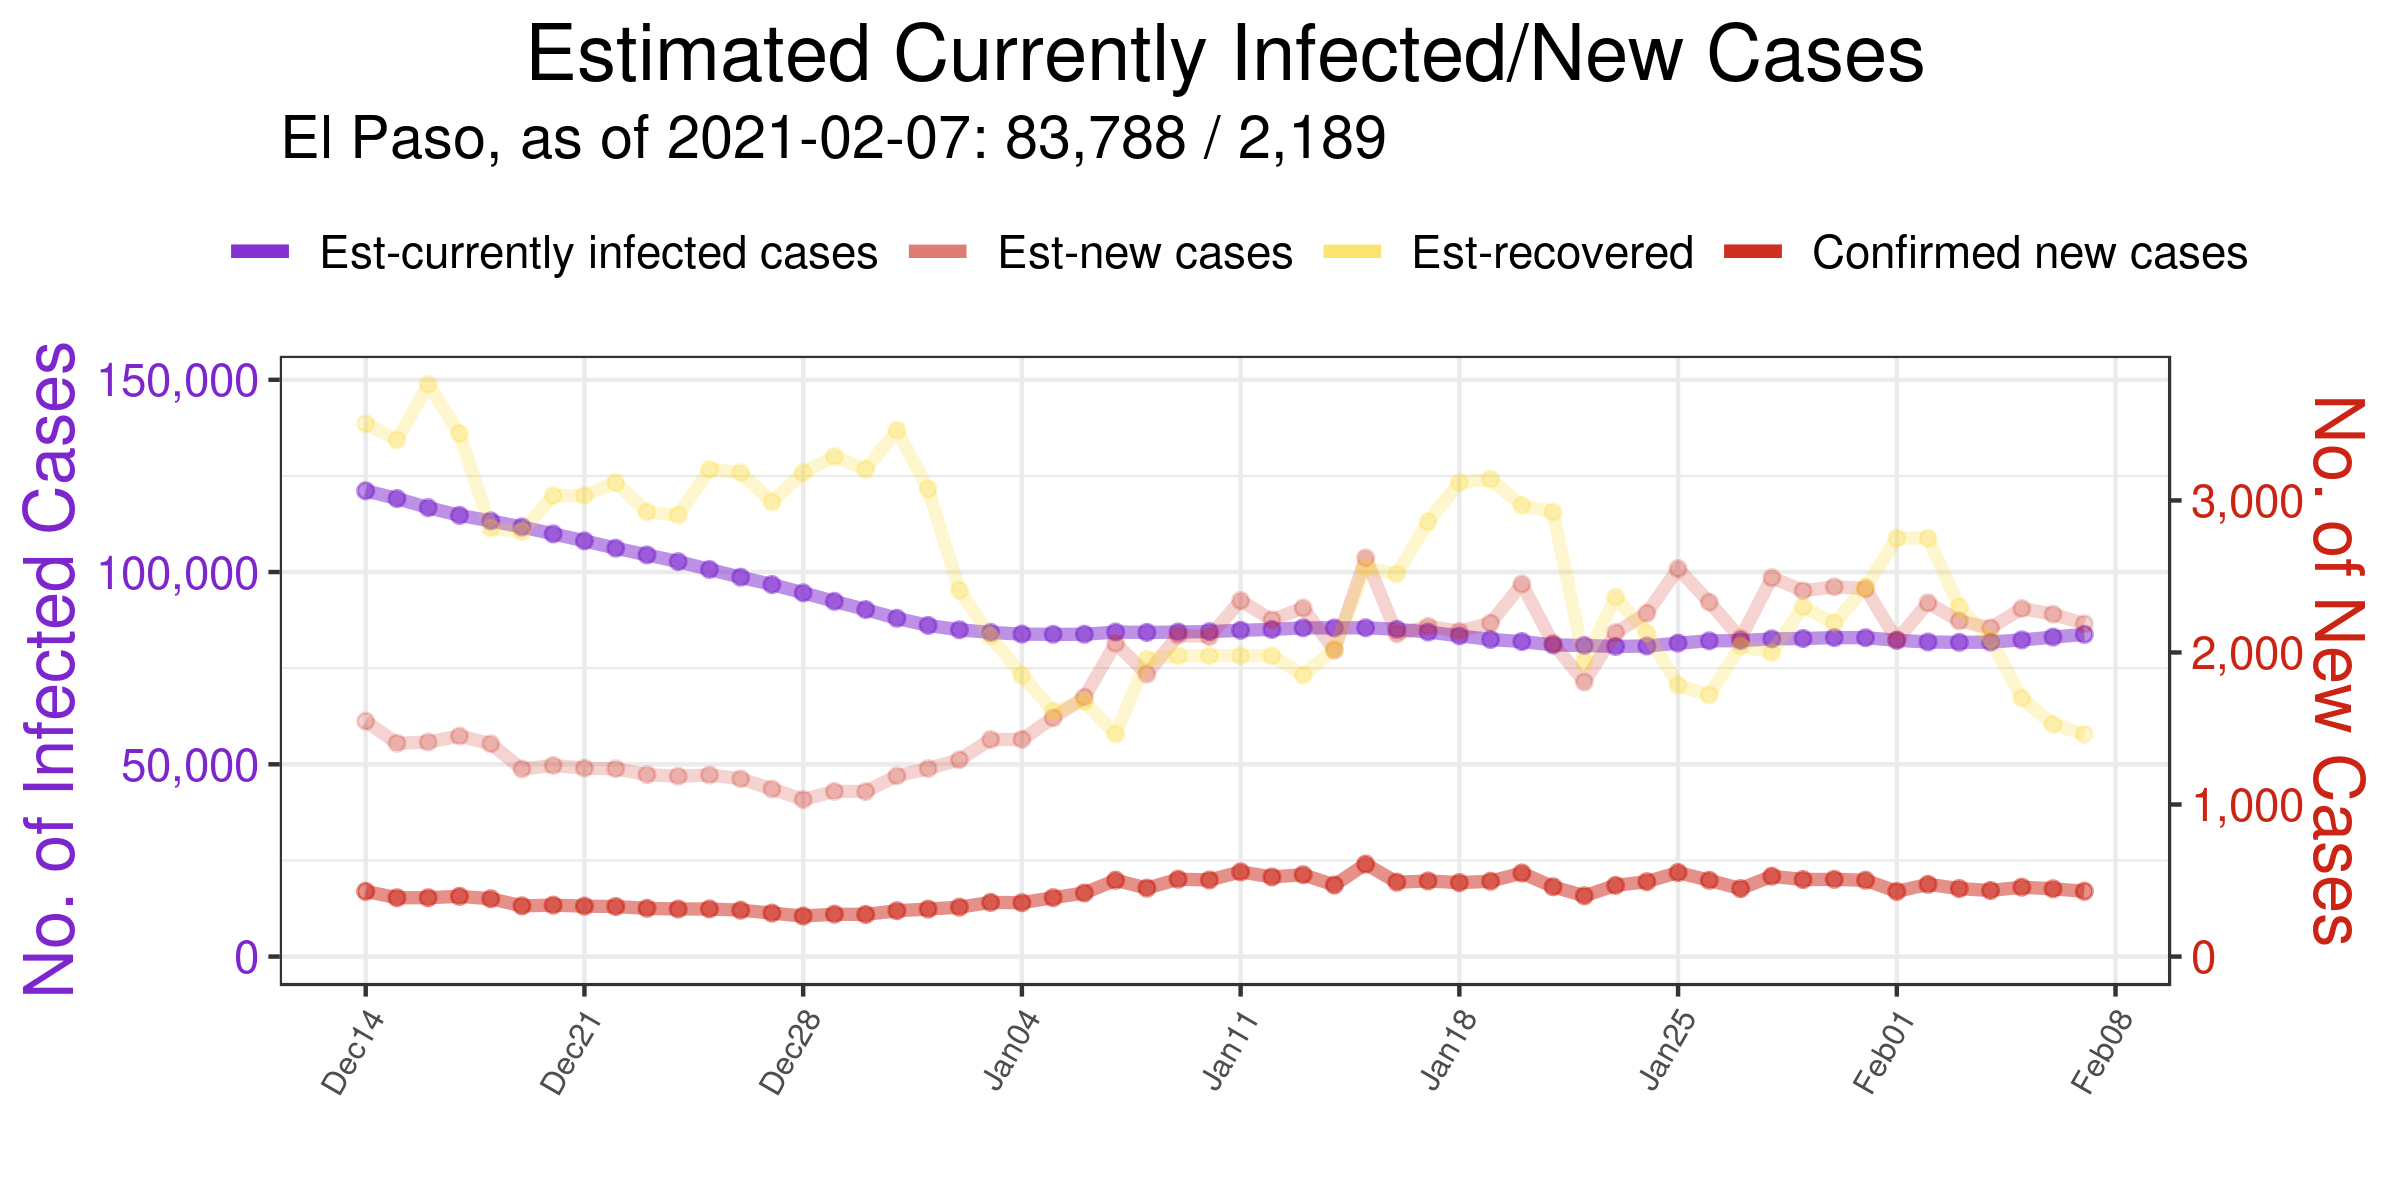 Estimated Currently Infected/New Cases
El Paso, as of 2021-02-07: 83,788 / 2,189
Est-currently infected cases Est-new cases Est-recovered Confirmed new cases
No. of Infected Cases
150,000
100,000
50,000
0
3,000
2,000
1,000
0
No. of New Cases
Dec14 Dec21 Dec28 Jan04 Jan11 Jan18 Jan25 Feb01 Feb08